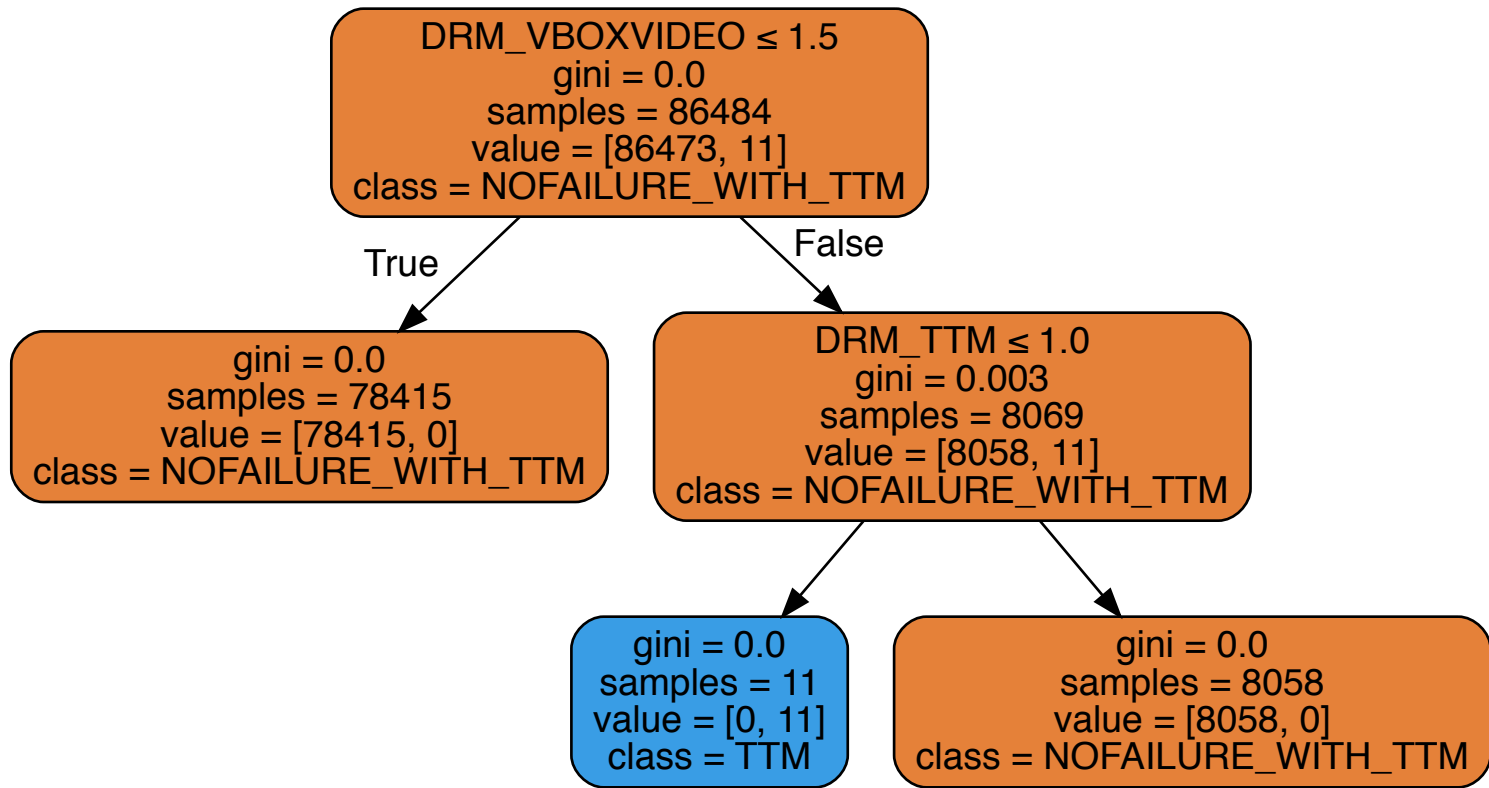 DRM_VBOXVIDEO ≤ 1.5
gini = 0.0
samples = 86484
value = [86473, 11]
class = NOFAILURE_WITH_TTM
True
False
gini = 0.0
samples = 78415
value = [78415, 0]
class = NOFAILURE_WITH_TTM
DRM_TTM ≤ 1.0
gini = 0.003
samples = 8069
value = [8058, 11]
class = NOFAILURE_WITH_TTM
gini = 0.0
samples = 11
value = [0, 11]
class = TTM
gini = 0.0
samples = 8058
value = [8058, 0]
class = NOFAILURE_WITH_TTM